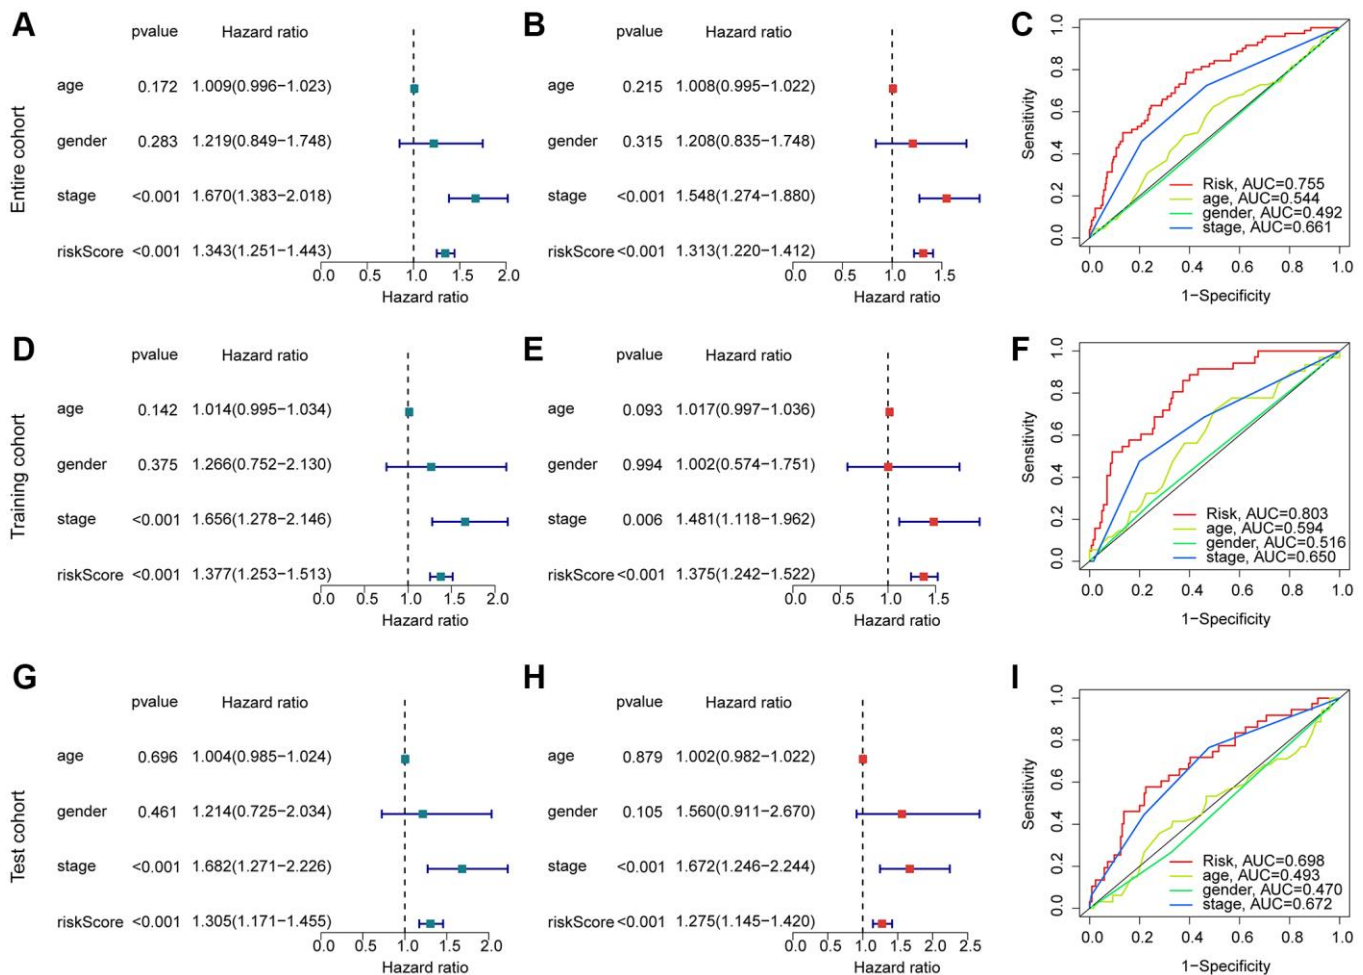 A
pvalue Hazard ratio
Entire cohort
age 0.172 1.009(0.996−1.023)
gender 0.283 1.219(0.849−1.748)
stage <0.001 1.670(1.383−2.018)
riskScore <0.001 1.343(1.251−1.443)
0.0 0.5 1.0 1.5 2.0
Hazard ratio
B
pvalue Hazard ratio
age 0.215 1.008(0.995−1.022)
gender 0.315 1.208(0.835−1.748)
stage <0.001 1.548(1.274−1.880)
riskScore <0.001 1.313(1.220−1.412)
0.0 0.5 1.0 1.5
Hazard ratio
C
Sensitivity
1.0
0.8
0.6
0.4
0.2
0.0
Risk, AUC=0.755
age, AUC=0.544
gender, AUC=0.492
stage, AUC=0.661
0.0 0.2 0.4 0.6 0.8 1.0
1−Specificity
D
pvalue Hazard ratio
Training cohort
age 0.142 1.014(0.995−1.034)
gender 0.375 1.266(0.752−2.130)
stage <0.001 1.656(1.278−2.146)
riskScore <0.001 1.377(1.253−1.513)
0.0 0.5 1.0 1.5 2.0
Hazard ratio
E
pvalue Hazard ratio
age 0.093 1.017(0.997−1.036)
gender 0.994 1.002(0.574−1.751)
stage 0.006 1.481(1.118−1.962)
riskScore <0.001 1.375(1.242−1.522)
0.0 0.5 1.0 1.5
Hazard ratio
F
Sensitivity
1.0
0.8
0.6
0.4
0.2
0.0
Risk, AUC=0.803
age, AUC=0.594
gender, AUC=0.516
stage, AUC=0.650
0.0 0.2 0.4 0.6 0.8 1.0
1−Specificity
G
pvalue Hazard ratio
Test cohort
age 0.696 1.004(0.985−1.024)
gender 0.461 1.214(0.725−2.034)
stage <0.001 1.682(1.271−2.226)
riskScore <0.001 1.305(1.171−1.455)
0.0 0.5 1.0 1.5 2.0
Hazard ratio
H
pvalue Hazard ratio
age 0.879 1.002(0.982−1.022)
gender 0.105 1.560(0.911−2.670)
stage <0.001 1.672(1.246−2.244)
riskScore <0.001 1.275(1.145−1.420)
0.0 0.5 1.0 1.5 2.0 2.5
Hazard ratio
I
Sensitivity
1.0
0.8
0.6
0.4
0.2
0.0
Risk, AUC=0.698
age, AUC=0.493
gender, AUC=0.470
stage, AUC=0.672
0.0 0.2 0.4 0.6 0.8 1.0
1−Specificity